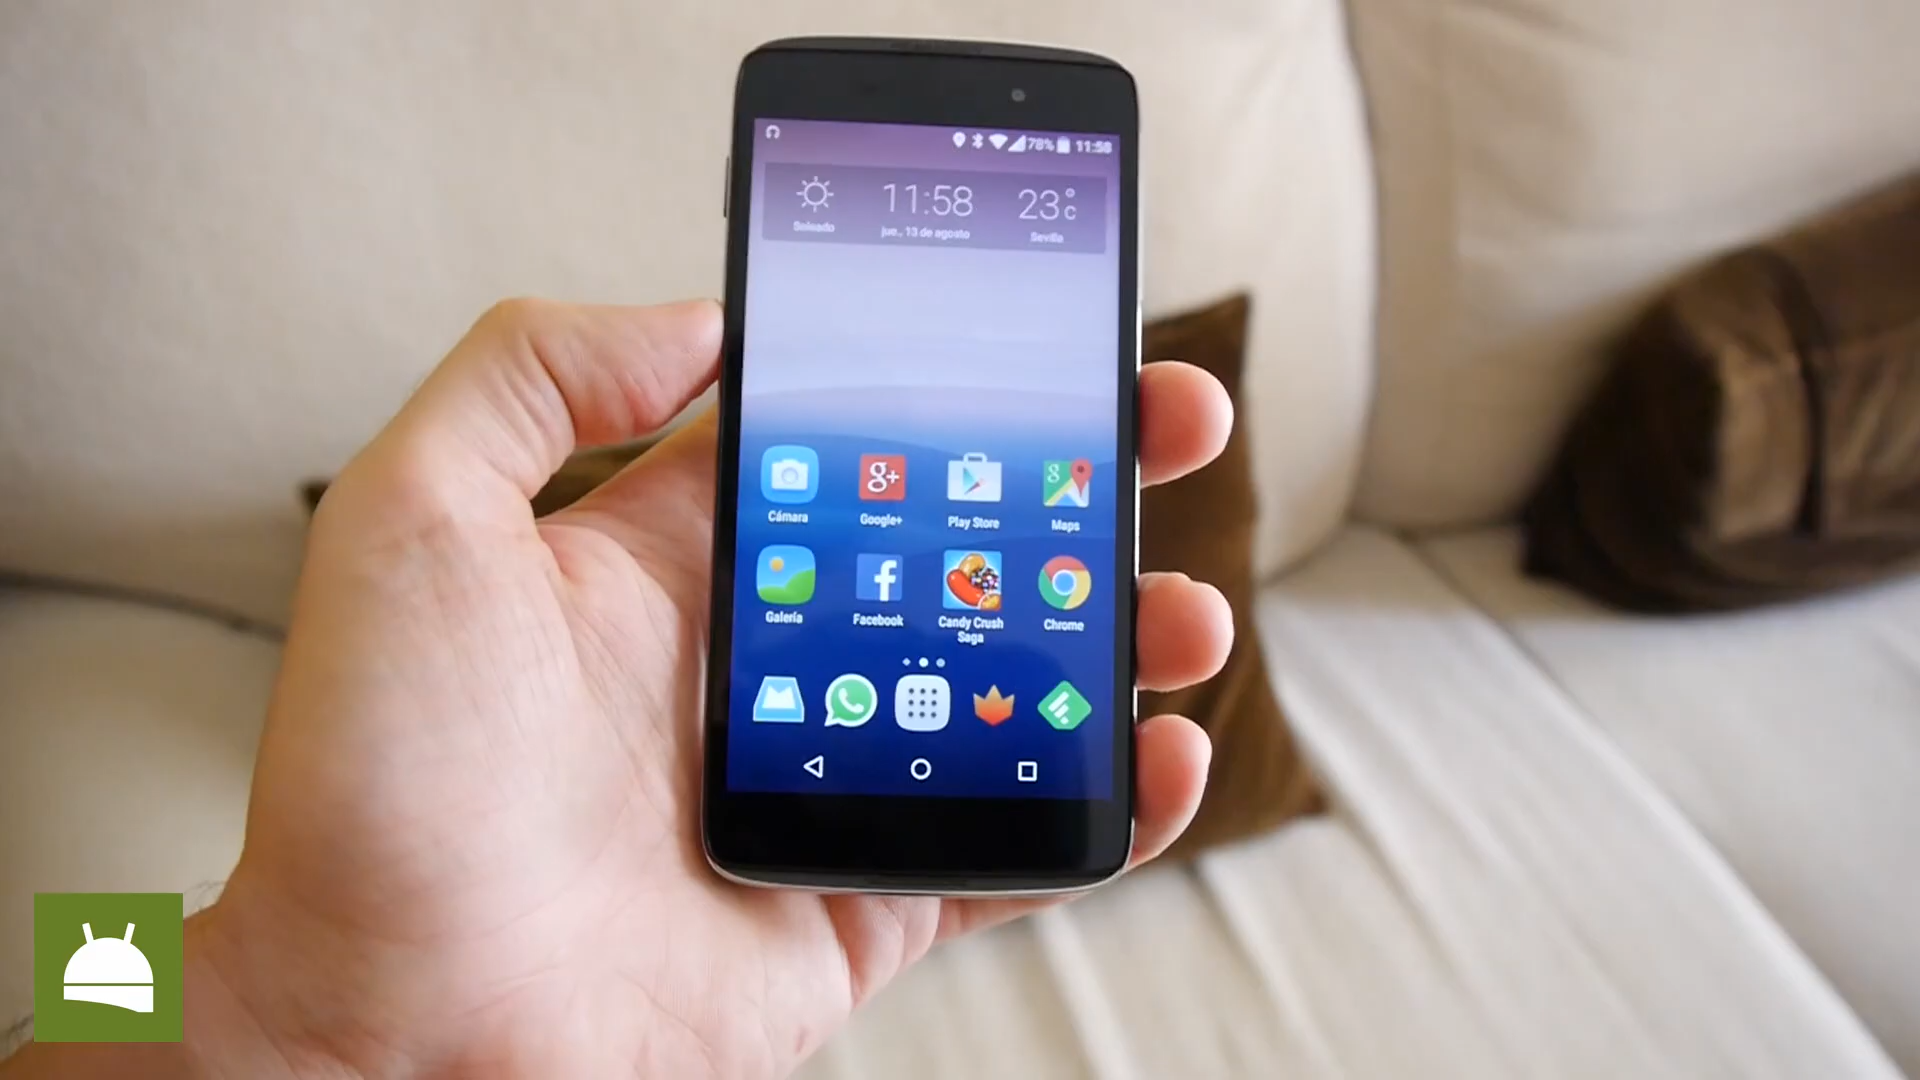 78% 11:58
11:58
23°C
Soleado
jue., 13 de agosto
Sevilla
g+
g
Cámara
Google+
Play Store
Maps
f
Galería
Facebook
Candy Crush
Saga
Chrome